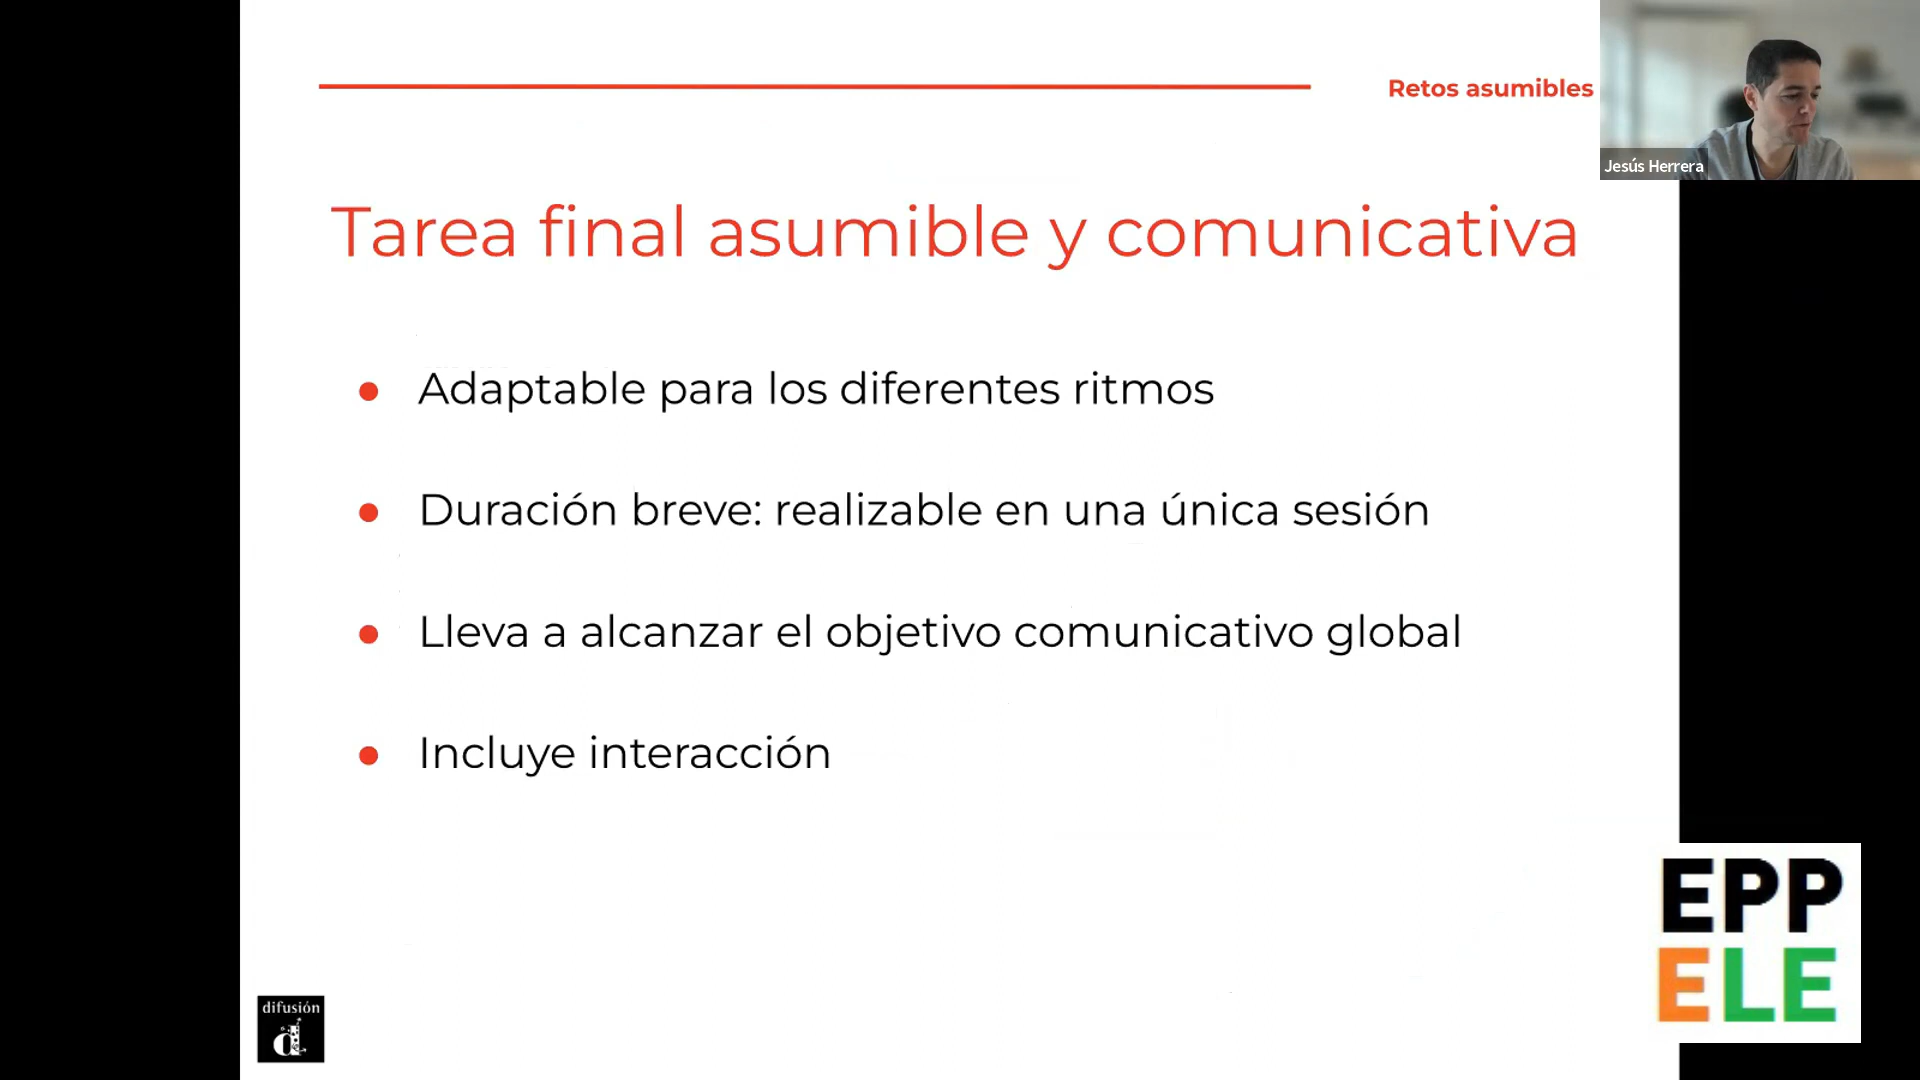 Retos asumibles
Jesús Herrera
Tarea final asumible y comunicativa
● Adaptable para los diferentes ritmos
● Duración breve: realizable en una única sesión
● Lleva a alcanzar el objetivo comunicativo global
● Incluye interacción
EPP
ELE
difusión
d